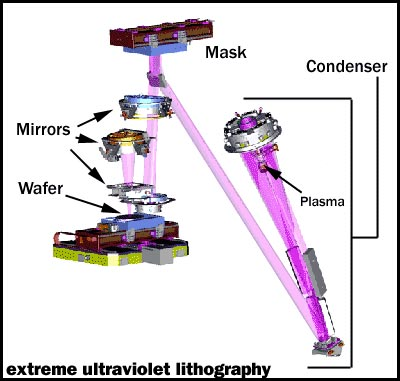 Mask
Condenser
Mirrors
Wafer
Plasma
extreme ultraviolet lithography